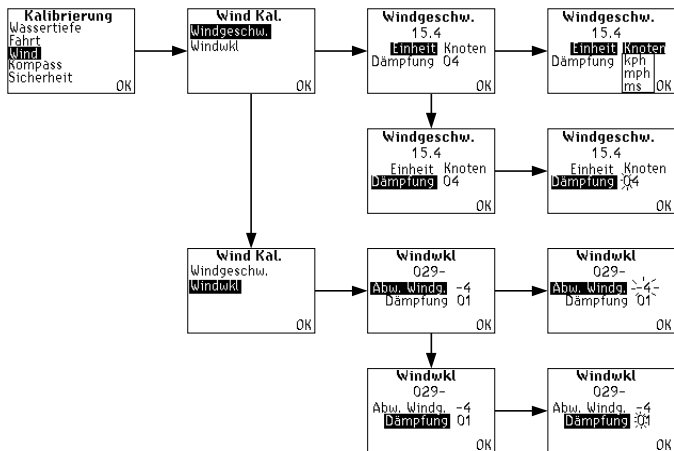 Kalibrierung
Wassertiefe
Fahrt
Wind
Kompass
Sicherheit
OK
Wind Kal.
Windgeschw.
Windwkl
OK
Windgeschw.
15.4
Einheit Knoten
Dämpfung 04
OK
Windgeschw.
15.4
Einheit Knoten
Dämpfung kph
mph
ms OK
Windgeschw.
15.4
Einheit Knoten
Dämpfung 04
OK
Windgeschw.
15.4
Einheit Knoten
Dämpfung 04
OK
Wind Kal.
Windgeschw.
Windwkl
OK
Windwkl
029-
Abw. Windg. -4
Dämpfung 01
OK
Windwkl
029-
Abw. Windg. -4
Dämpfung 01
OK
Windwkl
029-
Abw. Windg. -4
Dämpfung 01
OK
Windwkl
029-
Abw. Windg. -4
Dämpfung 01
OK